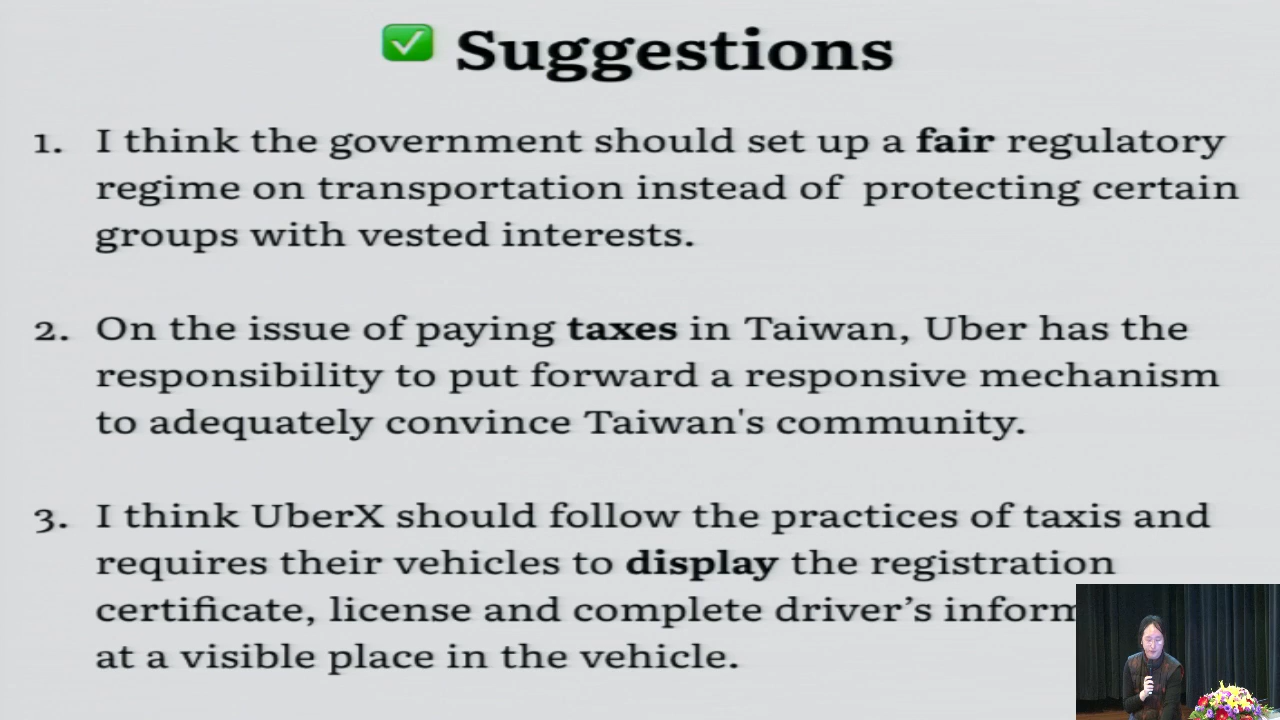 ✅ Suggestions
1. I think the government should set up a fair regulatory
regime on transportation instead of protecting certain
groups with vested interests.
2. On the issue of paying taxes in Taiwan, Uber has the
responsibility to put forward a responsive mechanism
to adequately convince Taiwan's community.
3. I think UberX should follow the practices of taxis and
requires their vehicles to display the registration
certificate, license and complete driver’s inform
at a visible place in the vehicle.